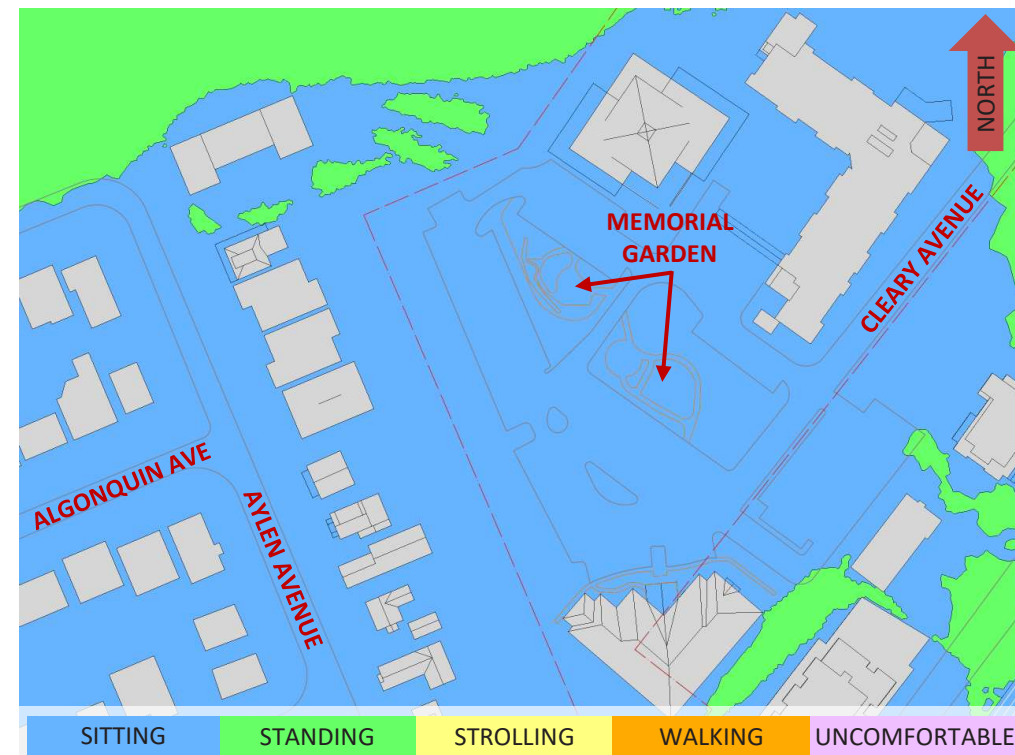 NORTH
MEMORIAL
GARDEN
CLEARY AVENUE
ALGONQUIN AVE
AYLEN AVENUE
SITTING
STANDING
STROLLING
WALKING
UNCOMFORTABLE